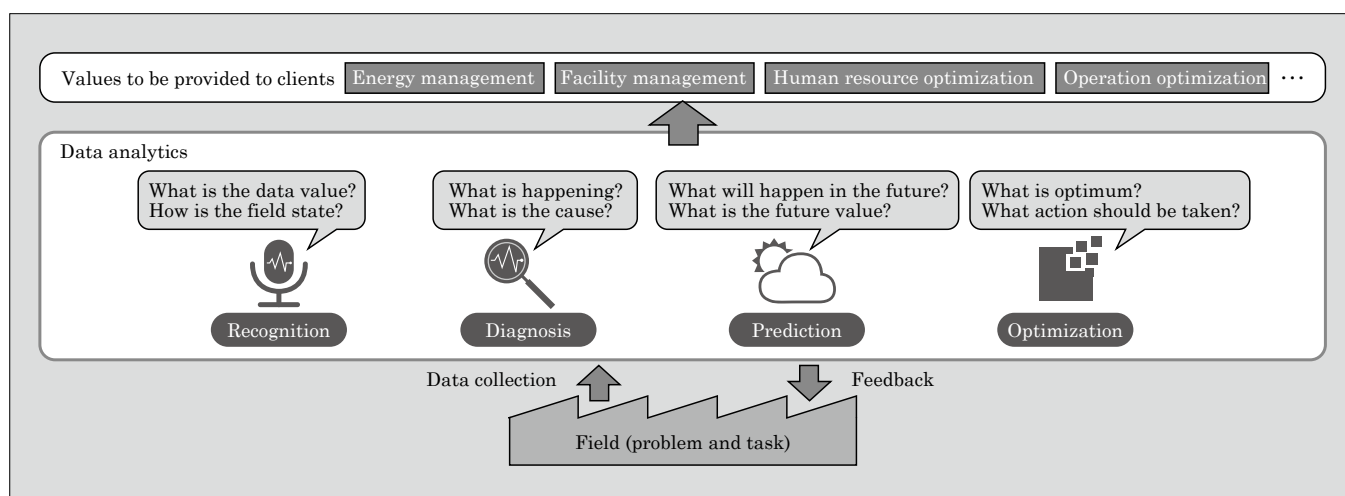 Values to be provided to clients Energy management Facility management Human resource optimization Operation optimization ...
Data analytics
What is the data value?
How is the field state?
What is happening?
What is the cause?
What will happen in the future?
What is the future value?
What is optimum?
What action should be taken?
Recognition
Diagnosis
Prediction
Optimization
Data collection
Feedback
Field (problem and task)